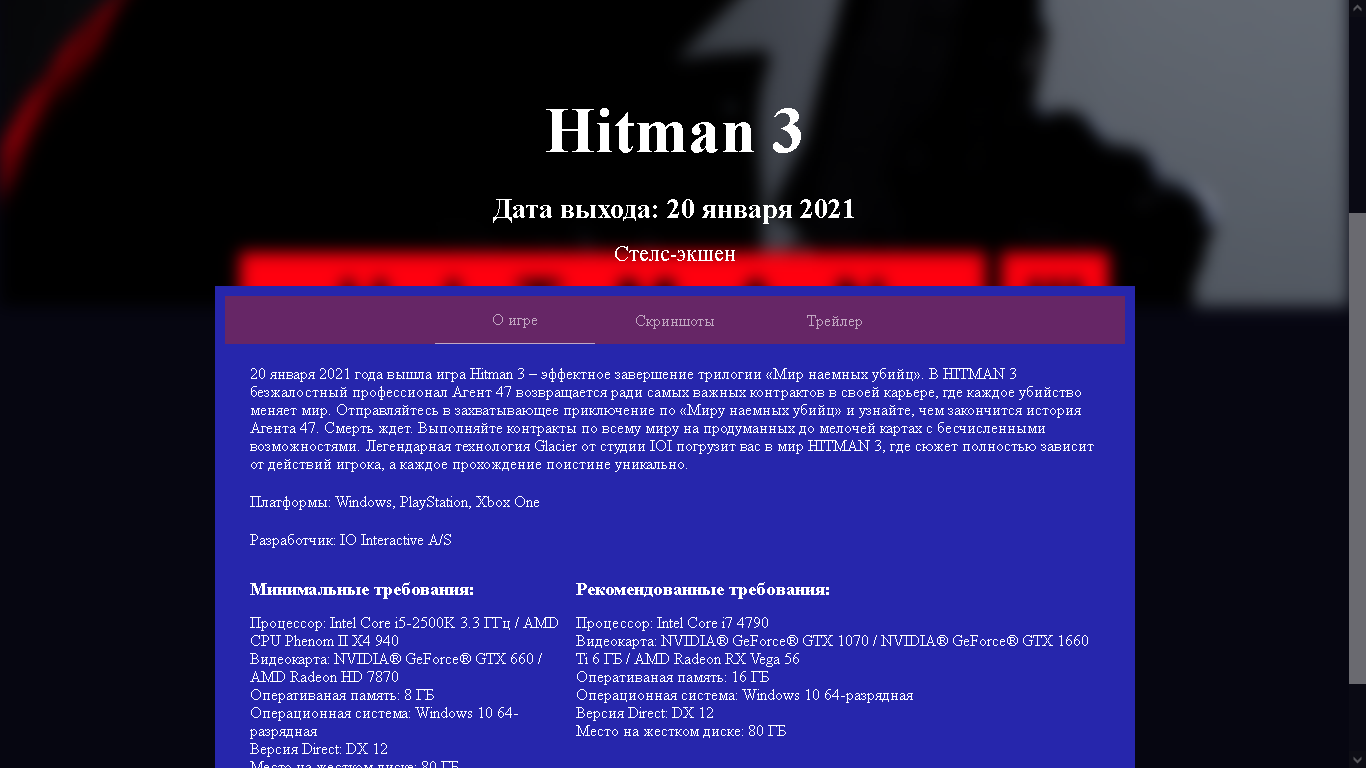 Hitman 3
Дата выхода: 20 января 2021
Стелс-экшен
О игре
Скриншоты
Трейлер
20 января 2021 года вышла игра Hitman 3 – эффектное завершение трилогии «Мир наемных убийц». В HITMAN 3
безжалостный профессионал Агент 47 возвращается ради самых важных контрактов в своей карьере, где каждое убийство
меняет мир. Отправляйтесь в захватывающее приключение по «Миру наемных убийц» и узнайте, чем закончится история
Агента 47. Смерть ждет. Выполняйте контракты по всему миру на продуманных до мелочей картах с бесчисленными
возможностями. Легендарная технология Glacier от студии IOI погрузит вас в мир HITMAN 3, где сюжет полностью зависит
от действий игрока, а каждое прохождение поистине уникально.
Платформы: Windows, PlayStation, Xbox One
Разработчик: IO Interactive A/S
Минимальные требования:
Процессор: Intel Core i5-2500K 3.3 ГГц / AMD
CPU Phenom II X4 940
Видеокарта: NVIDIA® GeForce® GTX 660 /
AMD Radeon HD 7870
Оперативаная память: 8 ГБ
Операционная система: Windows 10 64-
разрядная
Версия Direct: DX 12
Место на жестком диске: 80 ГБ
Рекомендованные требования:
Процессор: Intel Core i7 4790
Видеокарта: NVIDIA® GeForce® GTX 1070 / NVIDIA® GeForce® GTX 1660
Ti 6 ГБ / AMD Radeon RX Vega 56
Оперативаная память: 16 ГБ
Операционная система: Windows 10 64-разрядная
Версия Direct: DX 12
Место на жестком диске: 80 ГБ